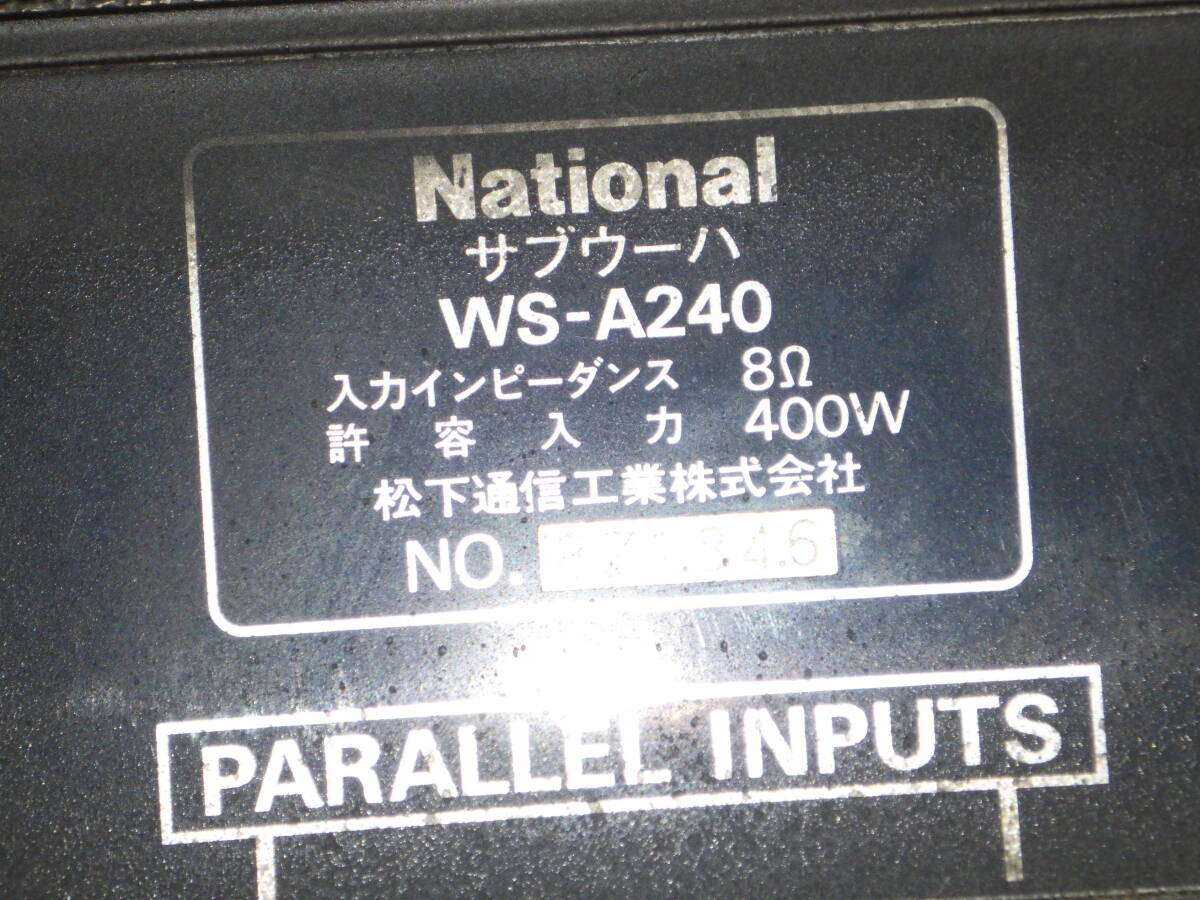 National
サブウーハ
WS-A240
入力インピーダンス 8Ω
許容入力 400W
松下通信工業株式会社
NO.
PARALLEL INPUTS